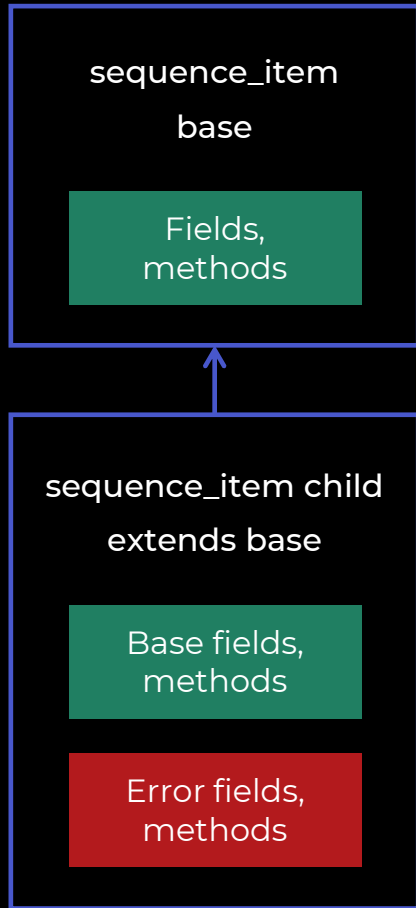 sequence_item
base
Fields,
methods
sequence_item child
extends base
Base fields,
methods
Error fields,
methods